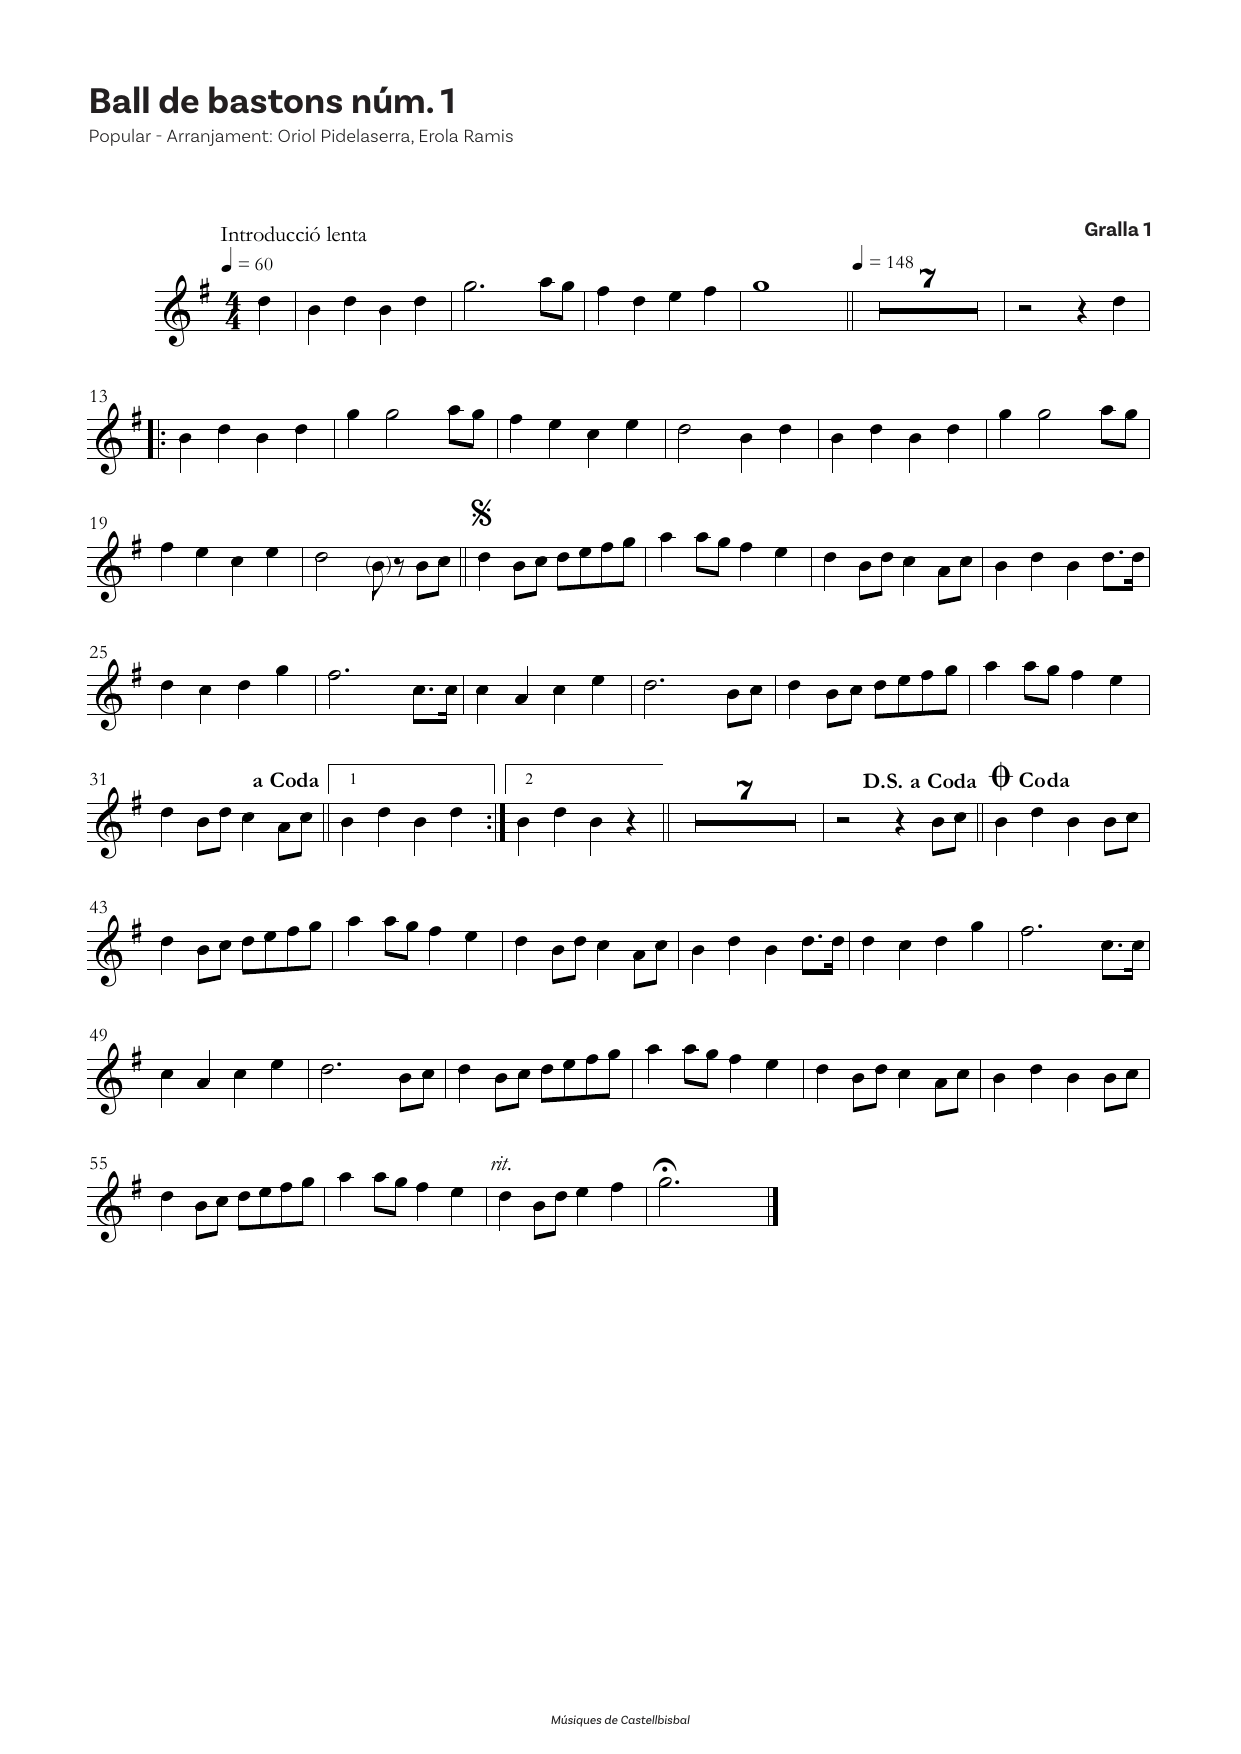 Ball de bastons núm. 1
Popular - Arranjament: Oriol Pidelaserra, Erola Ramis
Gralla 1
Introducció lenta
= 60
= 148
7
4
4
13
19
25
31
a Coda
1
2
7
D.S. a Coda
Coda
43
49
55
rit.
Músiques de Castellbisbal